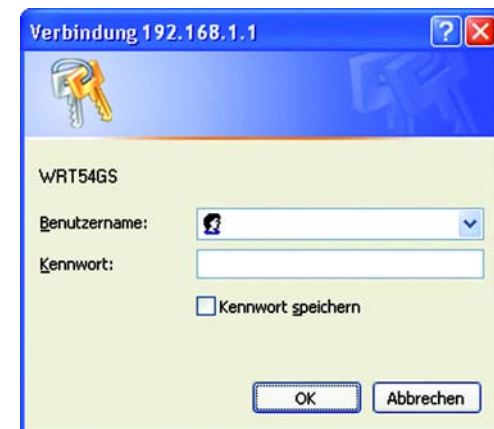 Verbindung 192.168.1.1
WRT54GS
Benutzername:
Kennwort:
Kennwort speichern
OK
Abbrechen